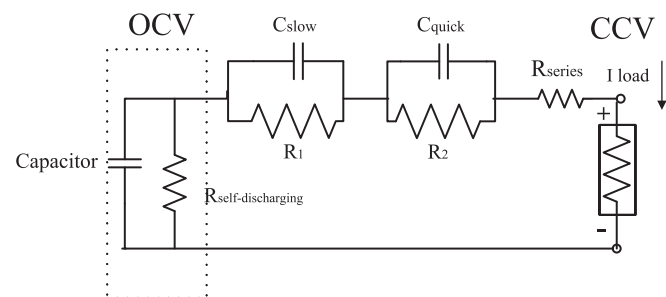 OCV
Cslow
Cquick
CCV
Rseries
I load
R1
R2
+
Capacitor
Rself-discharging
-